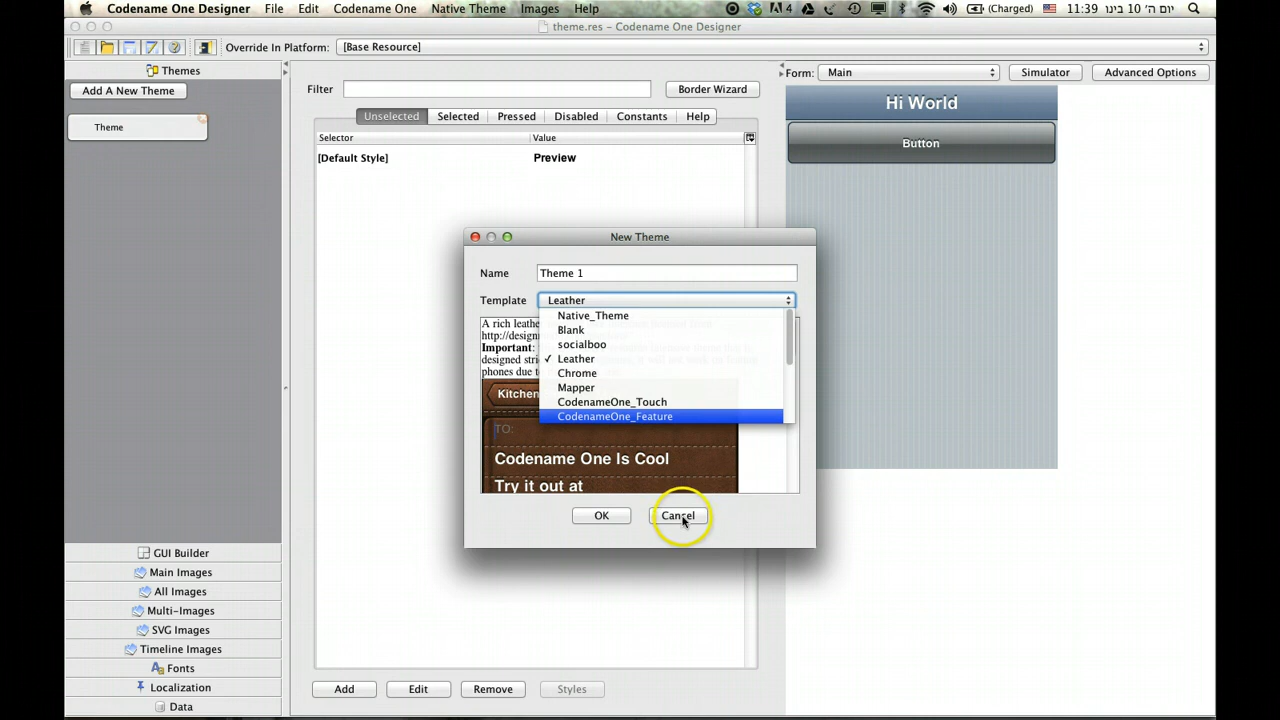 Codename One Designer File Edit Codename One Native Theme Images Help 4 (Charged) 11:39 יום ה׳ 10 בינו
theme.res – Codename One Designer
Override In Platform: [Base Resource]
Themes
Add A New Theme
Theme
GUI Builder
Main Images
All Images
Multi-Images
SVG Images
Timeline Images
Fonts
Localization
Data
Filter Border Wizard
Unselected Selected Pressed Disabled Constants Help
Selector Value
[Default Style] Preview
Add Edit Remove Styles
New Theme
Name Theme 1
Template Leather
Native_Theme
Blank
socialboo
Leather
Chrome
Mapper
CodenameOne_Touch
CodenameOne_Feature
A rich leathe
http://design
Important:
designed stric
phones due t
Kitchen
TO:
Codename One Is Cool
Try it out at
OK Cancel
Form: Main Simulator Advanced Options
Hi World
Button